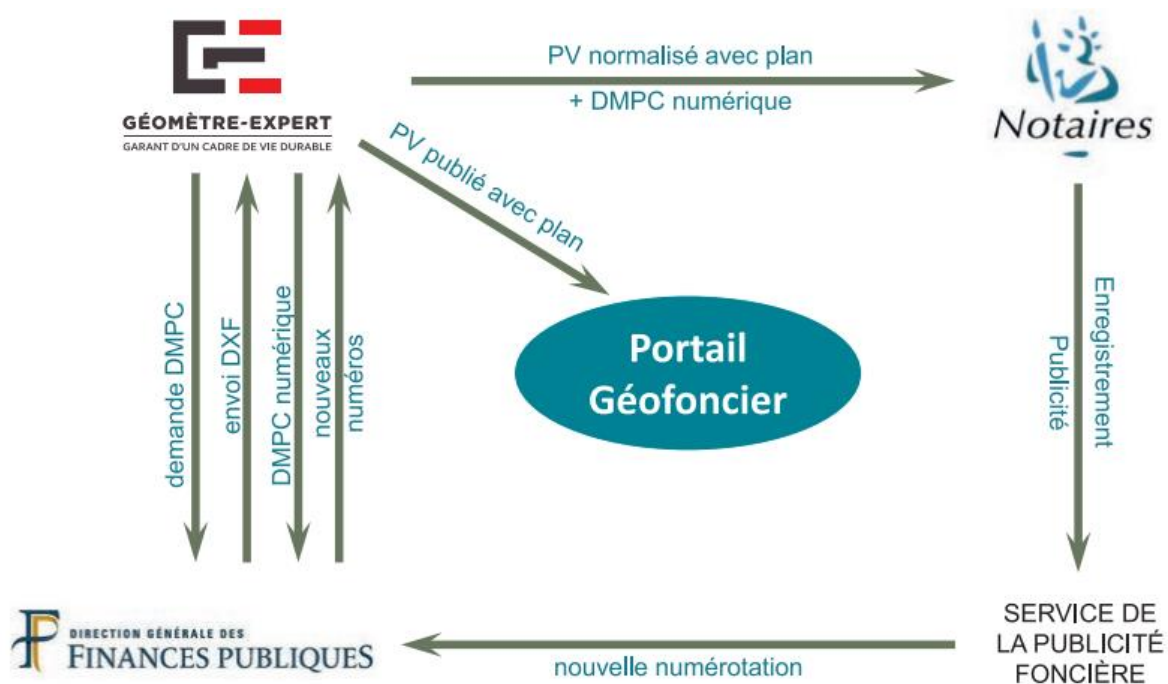 GÉOMÈTRE-EXPERT
GARANT D'UN CADRE DE VIE DURABLE
PV normalisé avec plan
+ DMPC numérique
Notaires
PV publié avec plan
demande DMPC
envoi DXF
DMPC numérique
nouveaux
numéros
Portail
Géofoncier
Enregistrement
Publicité
DIRECTION GÉNÉRALE DES
FINANCES PUBLIQUES
nouvelle numérotation
SERVICE DE
LA PUBLICITÉ
FONCIÈRE